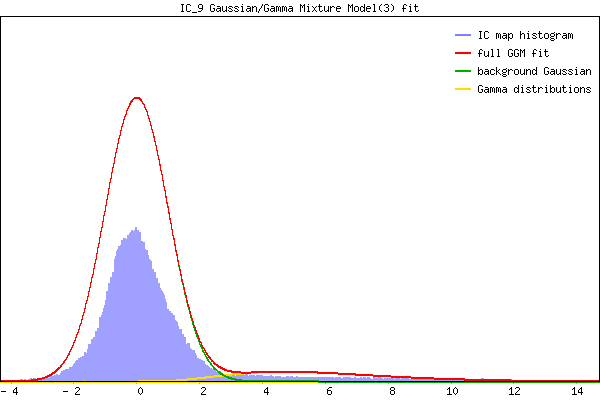 IC_9 Gaussian/Gamma Mixture Model(3) fit
IC map histogram
full GGM fit
background Gaussian
Gamma distributions
-4 -2 0 2 4 6 8 10 12 14